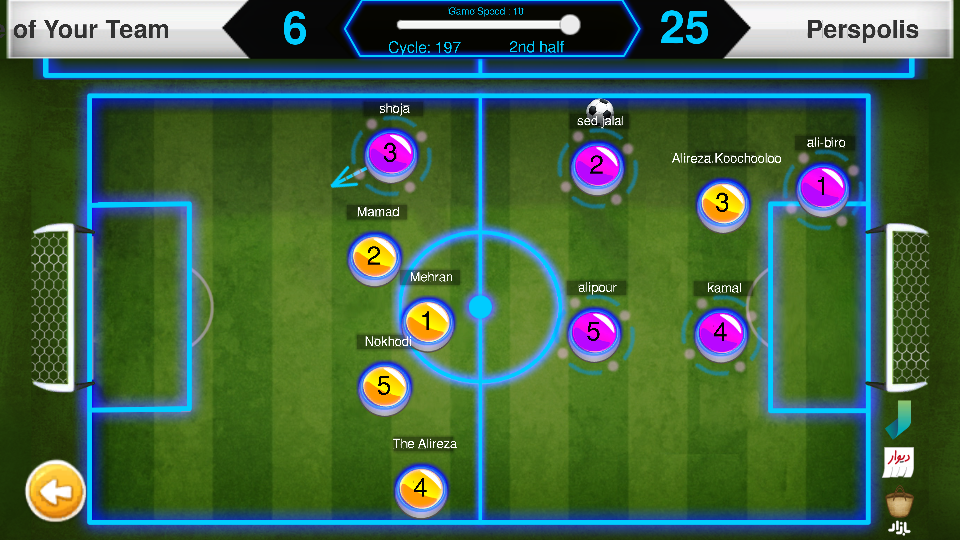 of Your Team
6
Game Speed : 10
Cycle: 197
2nd half
25
Perspolis
shoja
3
sed jalal
2
ali-biro
1
Alireza.Koochooloo
3
Mamad
2
Mehran
1
alipour
5
kamal
4
Nokhodi
5
The Alireza
4
دیوار
بازار